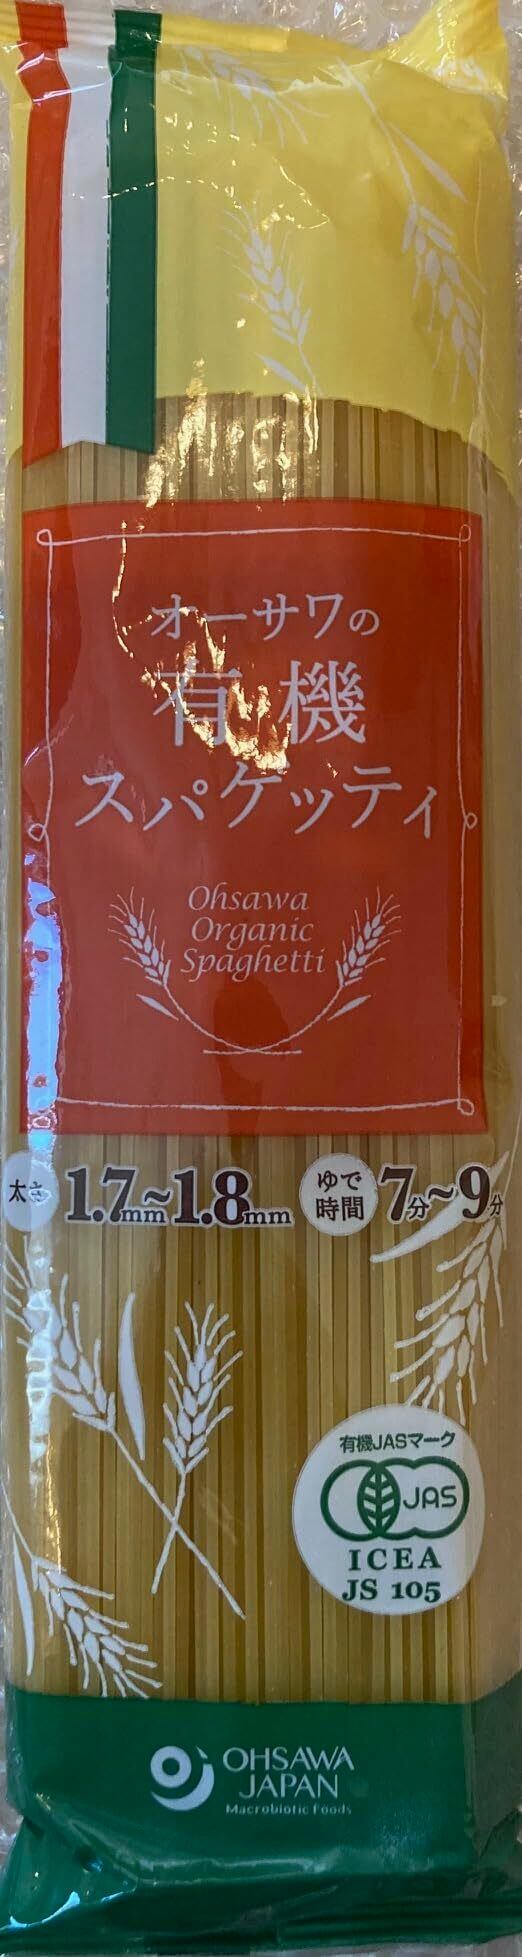 オーサワの
有機
スパゲッティ
Ohsawa
Organic
Spaghetti
太さ 1.7mm~1.8mm ゆで時間 7分~9分
有機JASマーク
JAS
ICEA
JS 105
OHSAWA
JAPAN
Macrobiotic Foods